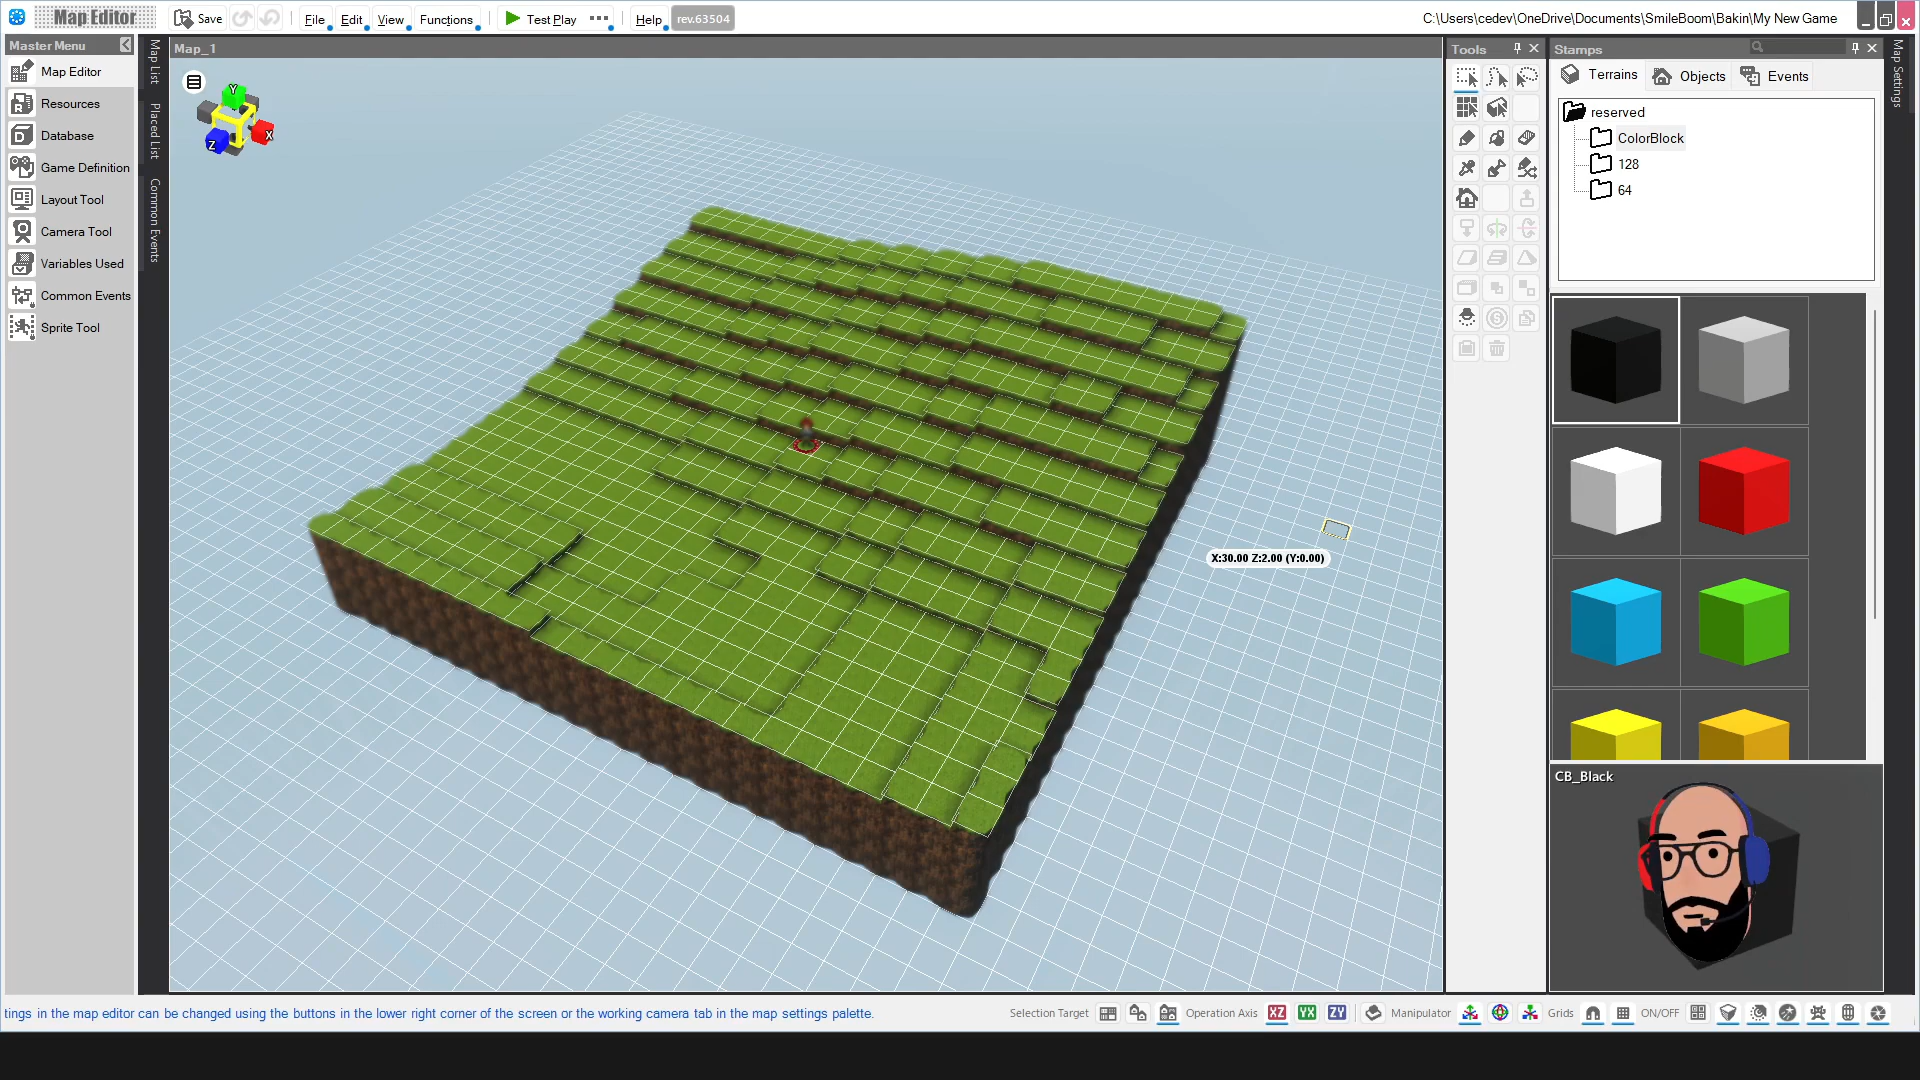 Map Editor
Save
File
Edit
View
Functions
Test Play
Help
rev.63504
C:\Users\cedev\OneDrive\Documents\SmileBoom\Bakin\My New Game
Master Menu
Map Editor
Resources
Database
Game Definition
Layout Tool
Camera Tool
Variables Used
Common Events
Sprite Tool
Map List
Placed List
Common Events
Map_1
Y
X
Z
X:30.00 Z:2.00 (Y:0.00)
Tools
Stamps
Terrains
Objects
Events
reserved
ColorBlock
128
64
CB_Black
Map Settings
tings in the map editor can be changed using the buttons in the lower right corner of the screen or the working camera tab in the map settings palette.
Selection Target
Operation Axis
XZ
YX
ZY
Manipulator
Grids
ON/OFF